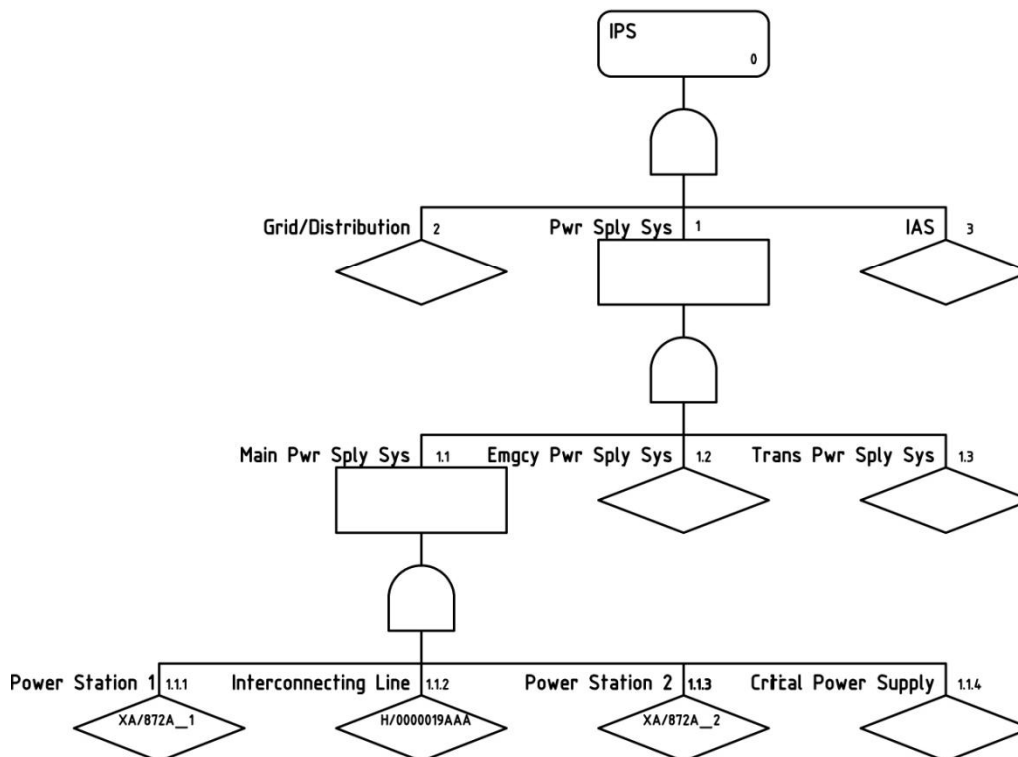 IPS
0
Grid/Distribution 2
Pwr Sply Sys 1
IAS 3
Main Pwr Sply Sys 1.1
Emgcy Pwr Sply Sys 1.2
Trans Pwr Sply Sys 1.3
Power Station 1 1.1.1
Interconnecting Line 1.1.2
Power Station 2 1.1.3
Critical Power Supply 1.1.4
XA/872A__1
H/0000019AAA
XA/872A__2